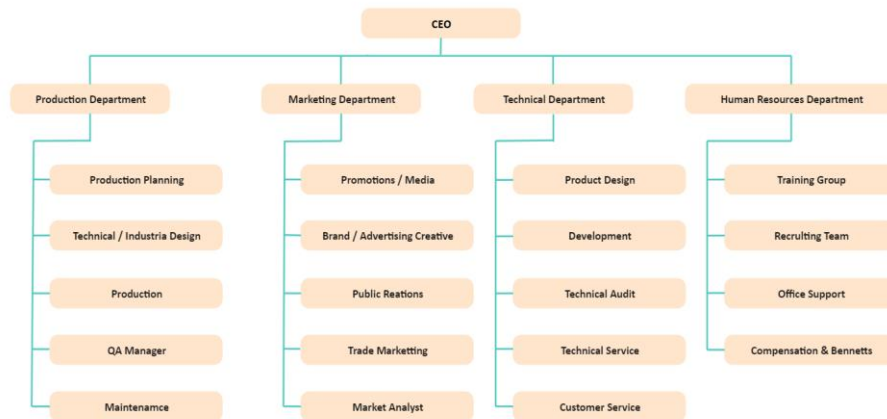 CEO
Production Department
Marketing Department
Technical Department
Human Resources Department
Production Planning
Promotions / Media
Product Design
Training Group
Technical / Industria Design
Brand / Advertising Creative
Development
Recrulting Team
Production
Public Reations
Technical Audit
Office Support
QA Manager
Trade Marketting
Technical Service
Compensation & Bennetts
Maintenamce
Market Analyst
Customer Service